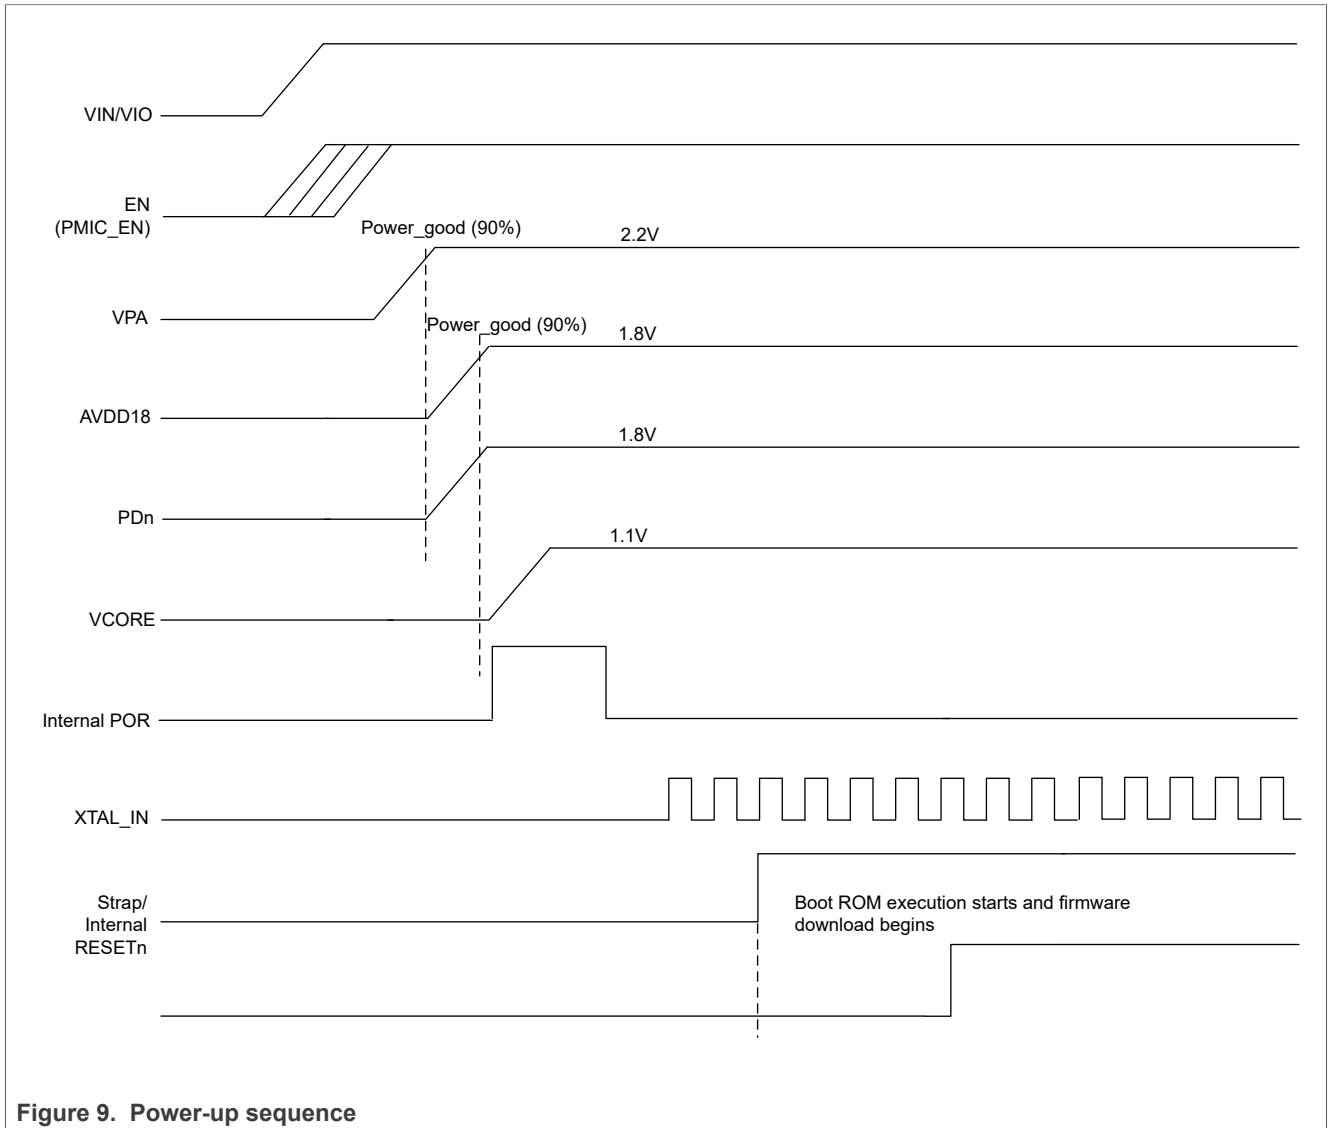 VIN/VIO
EN
(PMIC_EN)
Power_good (90%)
2.2V
VPA
Power_good (90%)
1.8V
AVDD18
1.8V
PDn
1.1V
VCORE
Internal POR
XTAL_IN
Strap/
Internal
RESETn
Boot ROM execution starts and firmware
download begins
Figure 9. Power-up sequence